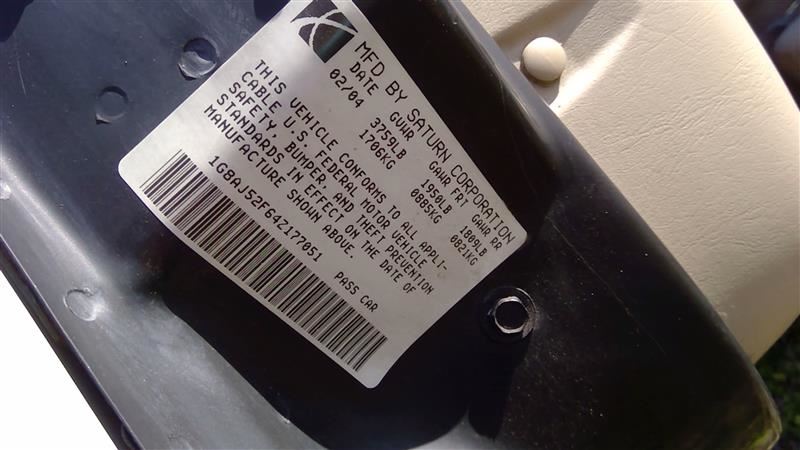 MFD BY SATURN CORPORATION
DATE GVWR GAWR FRT GAWR RR
02/04 3759LB 1950LB 1809LB
1706KG 0885KG 0821KG
THIS VEHICLE CONFORMS TO ALL APPLI-
CABLE U.S. FEDERAL MOTOR VEHICLE
SAFETY, BUMPER, AND THEFT PREVENTION
STANDARDS IN EFFECT ON THE DATE OF
MANUFACTURE SHOWN ABOVE.
1G8AJ52F64Z177051 PASS CAR